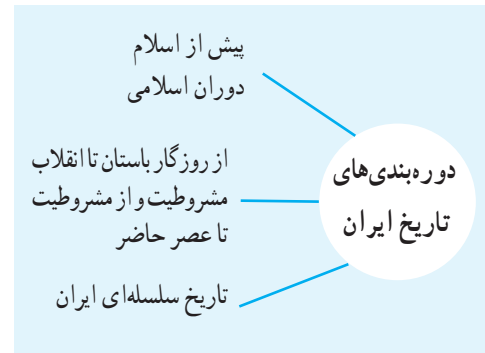 دوره‌بندی‌های
تاریخ ایران
پیش از اسلام
دوران اسلامی
از روزگار باستان تا انقلاب
مشروطیت و از مشروطیت
تا عصر حاضر
تاریخ سلسله‌ای ایران